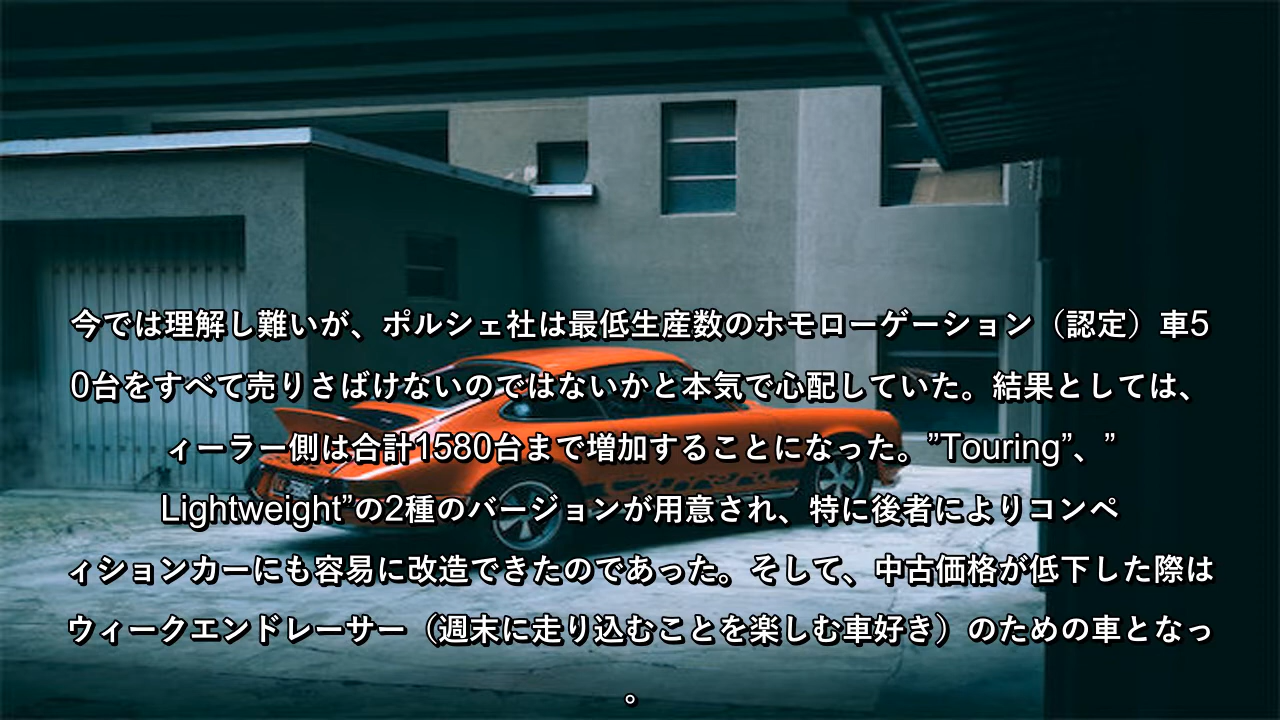 今では理解し難いが、ポルシェ社は最低生産数のホモローゲーション（認定）車5
0台をすべて売りさばけないのではないかと本気で心配していた。結果としては、
ィーラー側は合計1580台まで増加することになった。”Touring”、”
Lightweight”の2種のバージョンが用意され、特に後者によりコンペ
ィションカーにも容易に改造できたのであった。そして、中古価格が低下した際は
ウィークエンドレーサー（週末に走り込むことを楽しむ車好き）のための車となっ
。